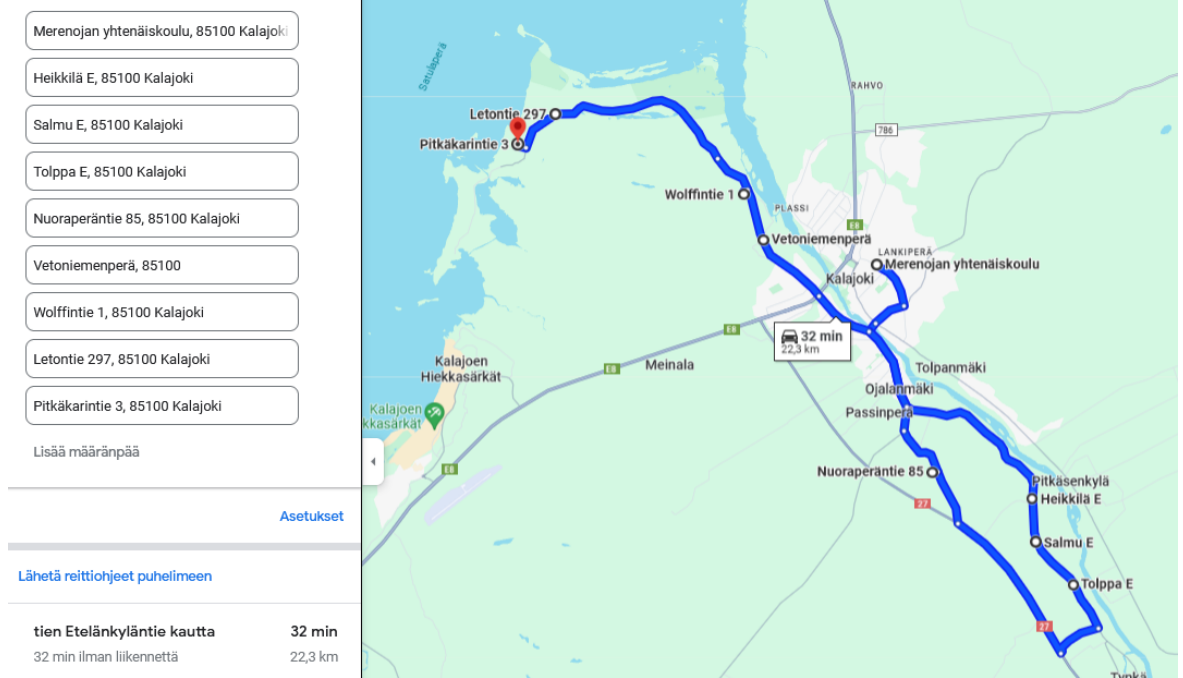 Merenojan yhtenäiskoulu, 85100 Kalajoki
Heikkilä E, 85100 Kalajoki
Salmu E, 85100 Kalajoki
Tolppa E, 85100 Kalajoki
Nuoraperäntie 85, 85100 Kalajoki
Vetoniemenperä, 85100
Wolffintie 1, 85100 Kalajoki
Letontie 297, 85100 Kalajoki
Pitkäkarintie 3, 85100 Kalajoki
Lisää määränpää
Asetukset
Lähetä reittiohjeet puhelimeen
tien Etelänkyläntie kautta 32 min
32 min ilman liikennettä 22,3 km
Satulaperä
RAHVO
786
Letontie 297
Pitkäkarintie 3
Wolffintie 1
PLASSI
E8
Vetoniemenperä
LANKIPERÄ
Merenojan yhtenäiskoulu
Kalajoki
32 min
22,3 km
E8
E8
Meinala
Kalajoen
Hiekkasärkät
Tolpanmäki
Ojalanmäki
Passinperä
Kalajoen
kkasärkät
E8
Nuoraperäntie 85
27
Pitkäsenkylä
Heikkilä E
Salmu E
Tolppa E
27
Tynkä